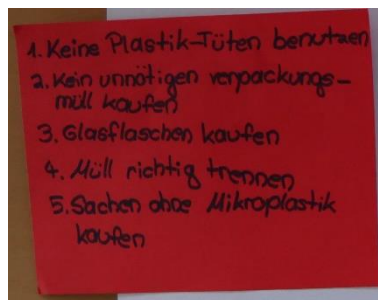 1. Keine Plastik-Tüten benutzen
2. Kein unnötigen verpackungs-
müll kaufen
3. Glasflaschen kaufen
4. Müll richtig trennen
5. Sachen ohne Mikroplastik
kaufen